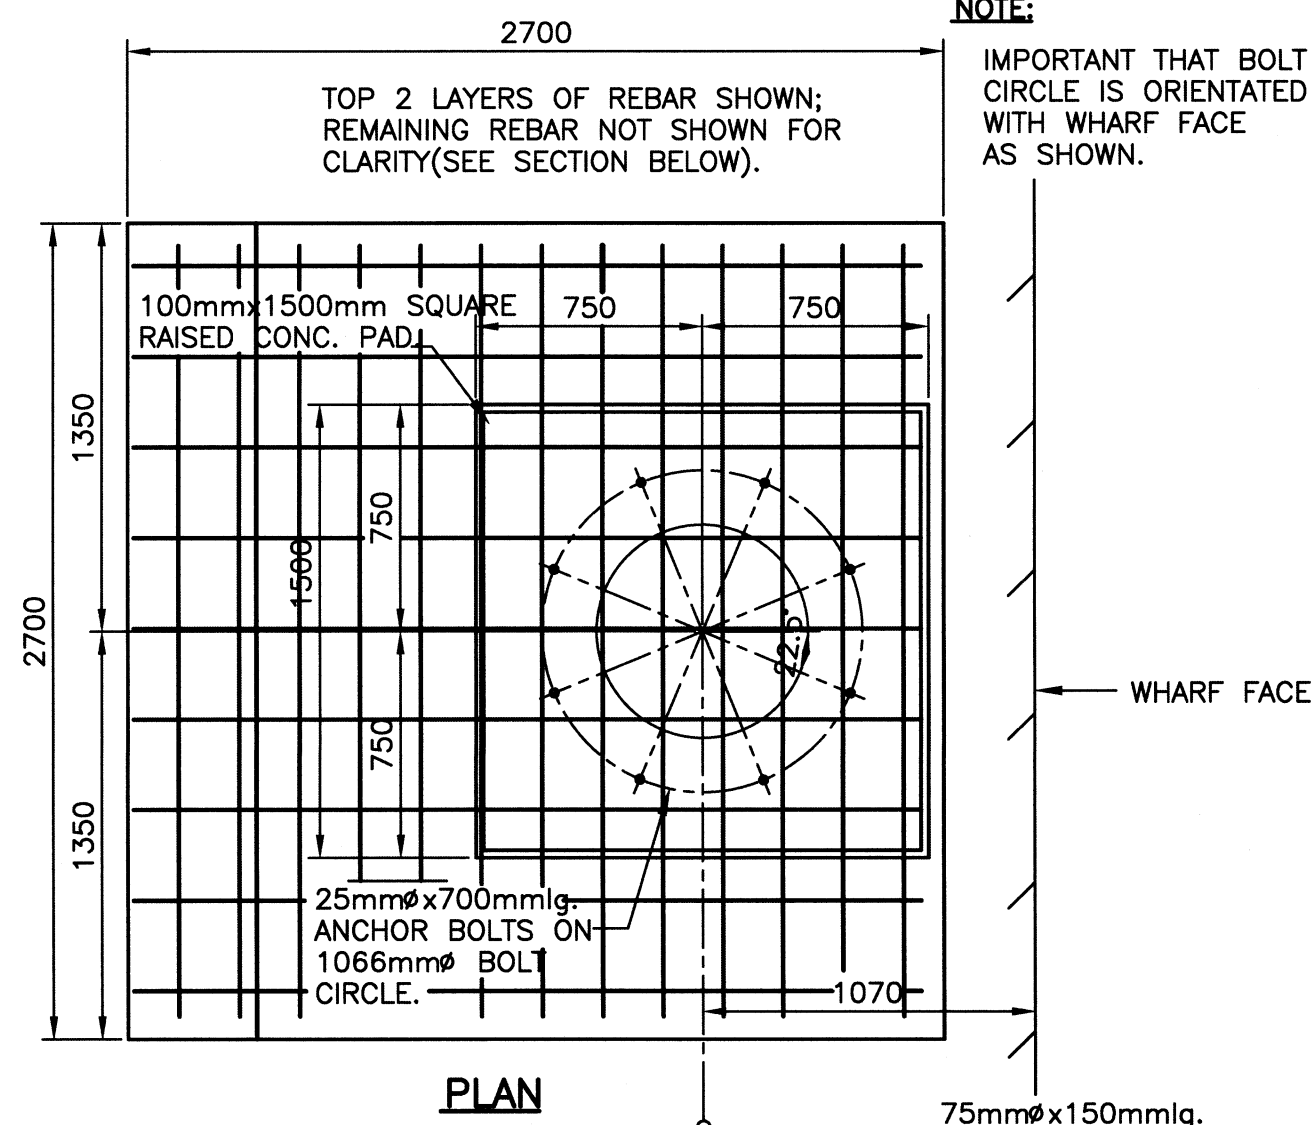 NOTE:
2700
IMPORTANT THAT BOLT
CIRCLE IS ORIENTATED
WITH WHARF FACE
AS SHOWN.
TOP 2 LAYERS OF REBAR SHOWN;
REMAINING REBAR NOT SHOWN FOR
CLARITY(SEE SECTION BELOW).
100mmx1500mm SQUARE
RAISED CONC. PAD.
750
750
1350
750
1500
2700
22.5°
WHARF FACE
750
1350
25mmøx700mmlg.
ANCHOR BOLTS ON
1066mmø BOLT
CIRCLE.
1070
PLAN
75mmøx150mmlg.